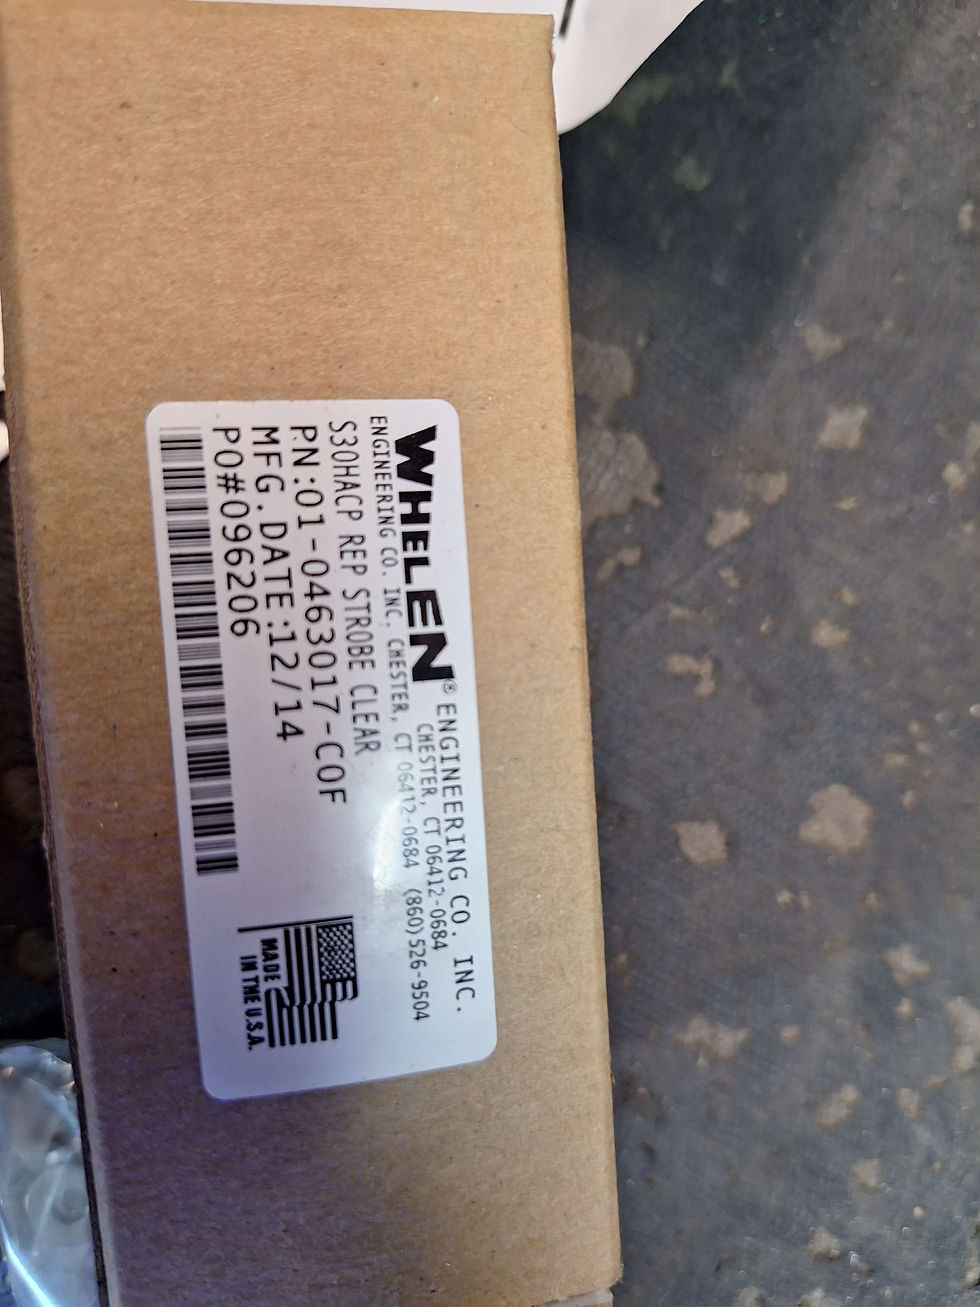 WHELEN® ENGINEERING CO. INC.
CHESTER, CT 06412-0684
ENGINEERING CO. INC. CHESTER, CT 06412-0684 (860)526-9504
S30HACP REP STROBE CLEAR
P.N:01-0463017-C0F
MFG.DATE:12/14
PO#096206
MADE
IN THE U.S.A.